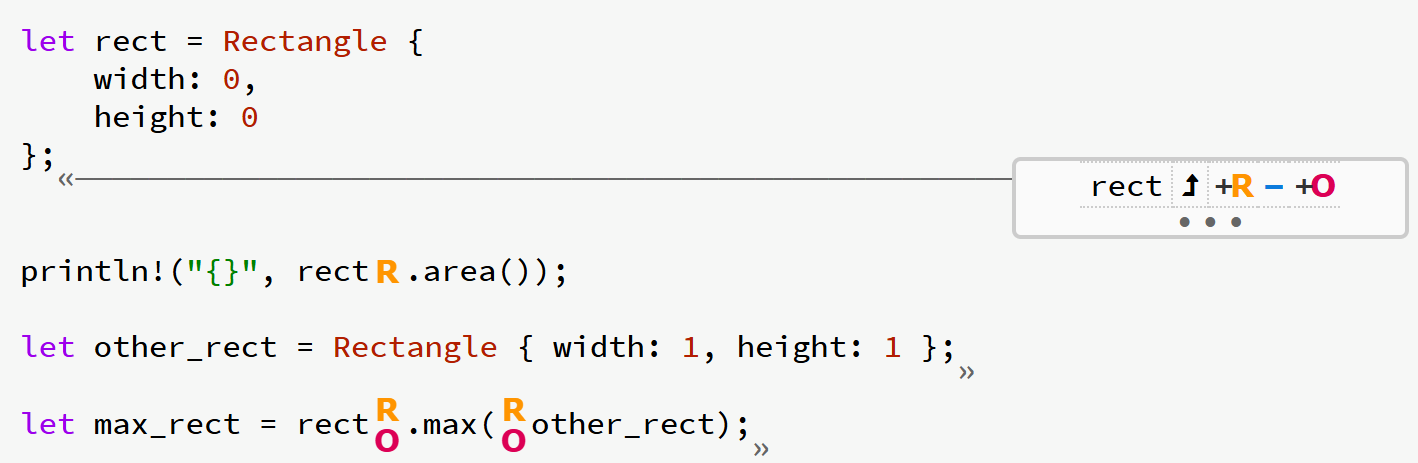 let rect = Rectangle {
    width: 0,
    height: 0
};
«
rect ⮥ +R – +O
● ● ●
println!("{}", rectR.area());
let other_rect = Rectangle { width: 1, height: 1 };
»
R R
let max_rect = rect.max(other_rect);
O O
»